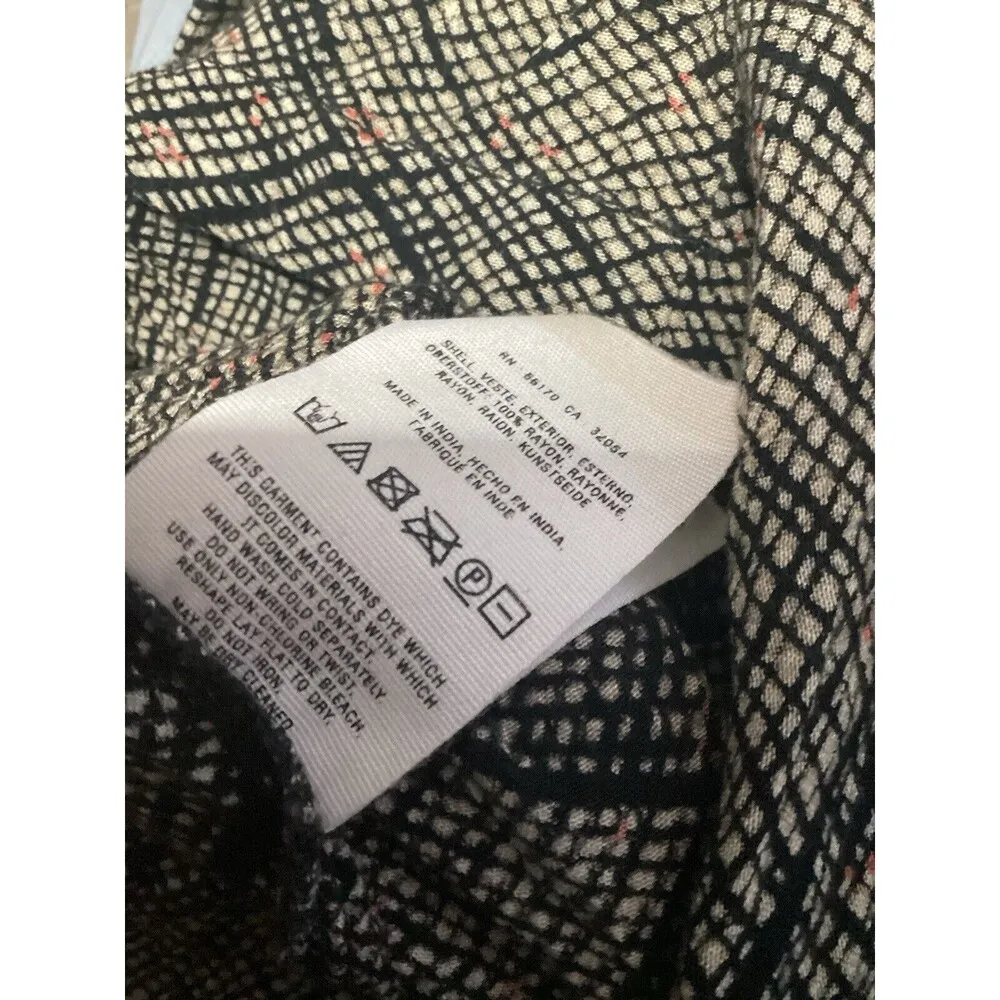 RN 56170 CA 32054
SHELL, VESTE, EXTERIOR, ESTERNO,
OBERSTOFF: 100% RAYON, RAYONNE,
RAYON, RAION, KUNSTSEIDE
MADE IN INDIA, HECHO EN INDIA,
FABRIQUÉ EN INDE
P
THIS GARMENT CONTAINS DYE WHICH
MAY DISCOLOR MATERIALS WITH WHICH
IT COMES IN CONTACT.
HAND WASH COLD SEPARATELY.
DO NOT WRING OR TWIST.
USE ONLY NON-CHLORINE BLEACH.
RESHAPE LAY FLAT TO DRY.
DO NOT IRON.
MAY BE DRY CLEANED